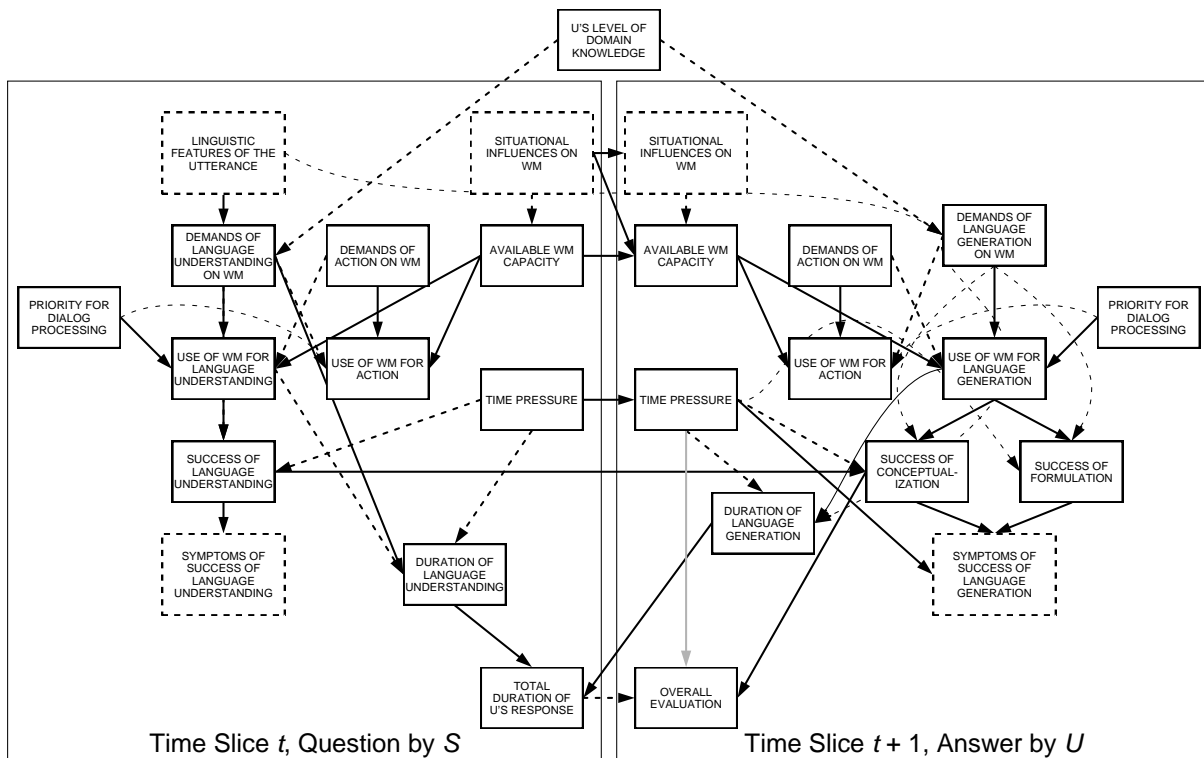 U'S LEVEL OF
DOMAIN
KNOWLEDGE
LINGUISTIC
FEATURES OF THE
UTTERANCE
SITUATIONAL
INFLUENCES ON
WM
SITUATIONAL
INFLUENCES ON
WM
DEMANDS OF
LANGUAGE
UNDERSTANDING
ON WM
DEMANDS OF
ACTION ON WM
AVAILABLE WM
CAPACITY
AVAILABLE WM
CAPACITY
DEMANDS OF
ACTION ON WM
DEMANDS OF
LANGUAGE
GENERATION ON
WM
PRIORITY FOR
DIALOG
PROCESSING
PRIORITY FOR
DIALOG
PROCESSING
USE OF WM FOR
LANGUAGE
UNDERSTANDING
USE OF WM FOR
ACTION
USE OF WM FOR
ACTION
USE OF WM FOR
LANGUAGE
GENERATION
TIME PRESSURE
TIME PRESSURE
SUCCESS OF
LANGUAGE
UNDERSTANDING
SUCCESS OF
CONCEPTUAL-
IZATION
SUCCESS OF
FORMULATION
DURATION OF
LANGUAGE
GENERATION
SYMPTOMS OF
SUCCESS OF
LANGUAGE
UNDERSTANDING
DURATION OF
LANGUAGE
UNDERSTANDING
SYMPTOMS OF
SUCCESS OF
LANGUAGE
GENERATION
TOTAL
DURATION OF
U'S RESPONSE
OVERALL
EVALUATION
Time Slice t, Question by S
Time Slice t + 1, Answer by U